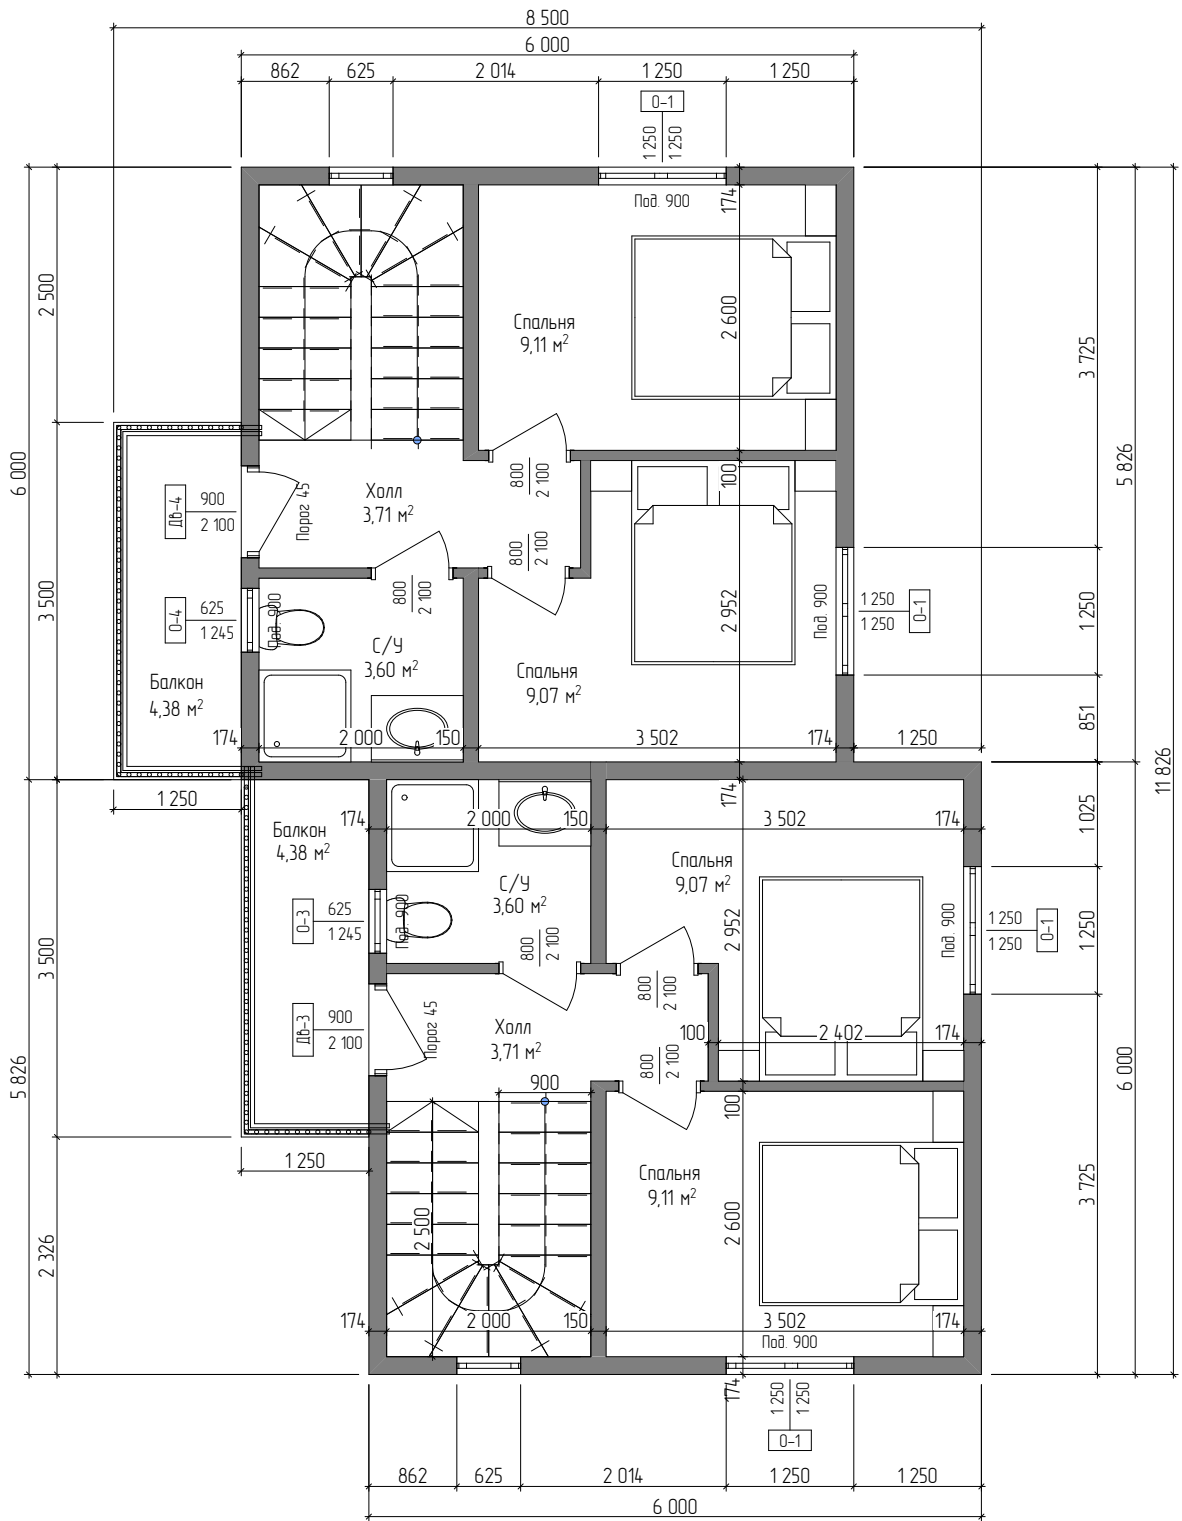 8 500
6 000
862
625
2 014
1 250
1 250
О-1
1 250
1 250
Под. 900
174
2 500
6 000
3 500
Спальня
9,11 м²
2 600
3 725
5 826
11 826
800
2 100
100
Холл
3,71 м²
Порог 45
Дв-4
900
2 100
800
2 100
800
2 100
О-4
625
1 245
Под. 900
С/У
3,60 м²
2 952
Под. 900
1 250
1 250
О-1
1 250
Балкон
4,38 м²
Спальня
9,07 м²
851
174
2 000
150
3 502
174
1 250
1 250
174
Балкон
4,38 м²
174
2 000
150
3 502
174
1 025
С/У
3,60 м²
Спальня
9,07 м²
О-3
625
1 245
Под. 900
2 952
Под. 900
1 250
1 250
О-1
1 250
3 500
5 826
800
2 100
800
2 100
Дв-3
900
2 100
Порог 45
Холл
3,71 м²
100
2 402
174
900
800
2 100
100
6 000
1 250
Спальня
9,11 м²
3 725
2 500
2 600
2 326
174
2 000
150
3 502
174
Под. 900
174
1 250
1 250
О-1
862
625
2 014
1 250
1 250
6 000